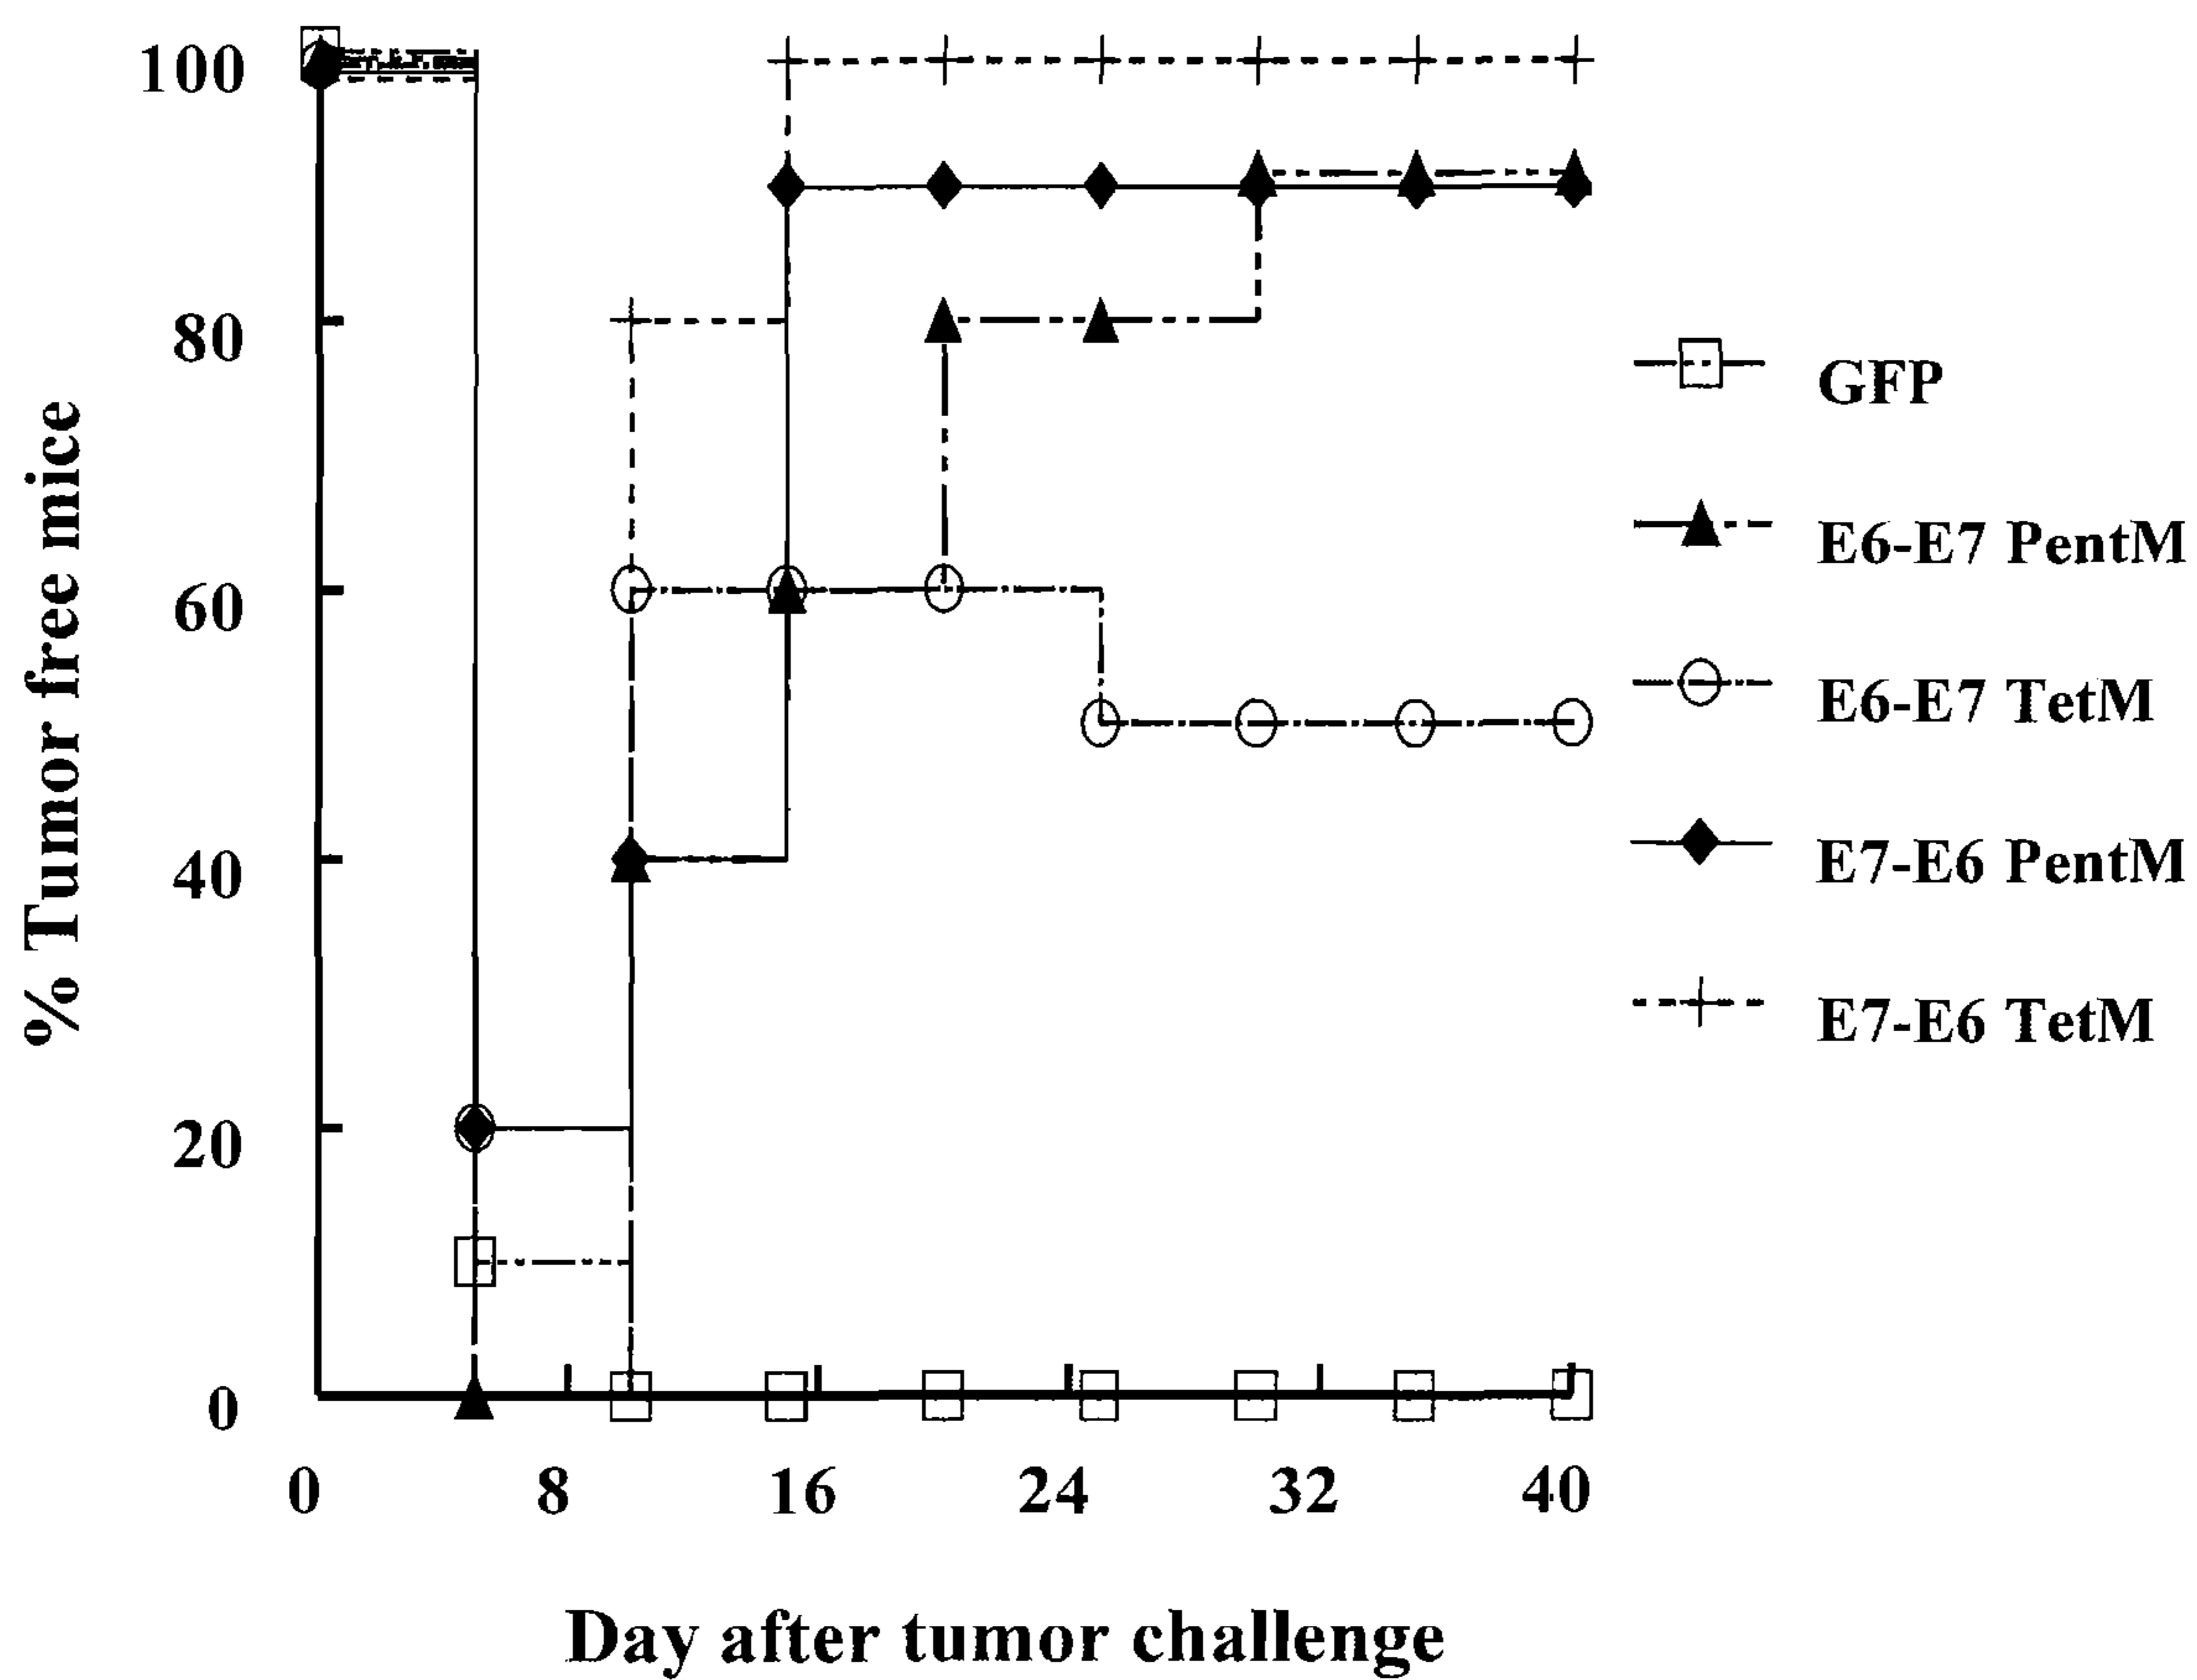 % Tumor free mice
100
80
60
40
20
0
0 8 16 24 32 40
Day after tumor challenge
GFP
E6-E7 PentM
E6-E7 TetM
E7-E6 PentM
E7-E6 TetM